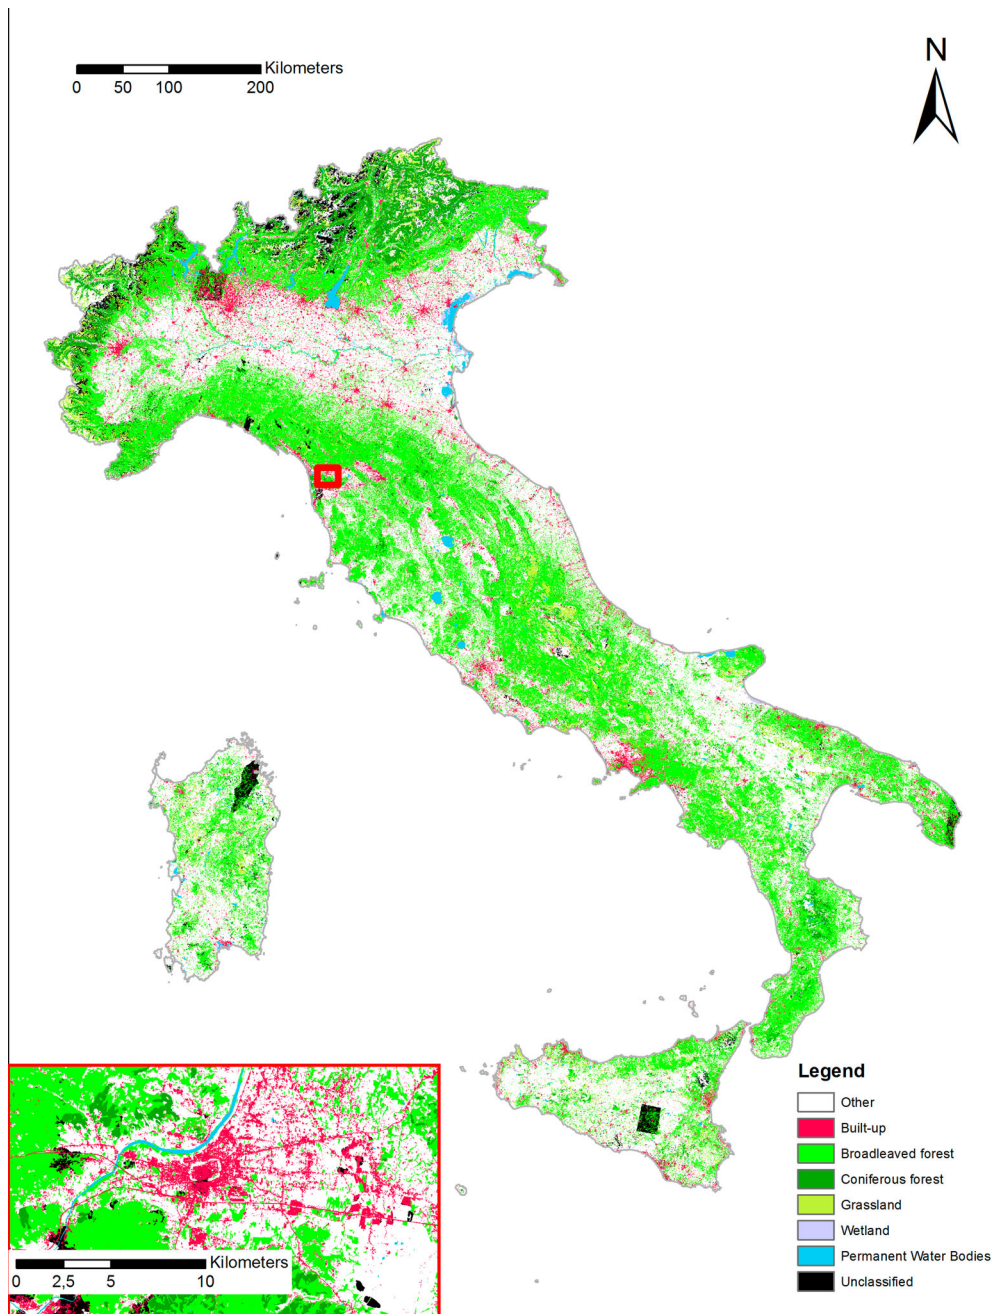 N
Kilometers
0 50 100 200
Legend
Other
Built-up
Broadleaved forest
Coniferous forest
Grassland
Wetland
Permanent Water Bodies
Unclassified
Kilometers
0 2,5 5 10